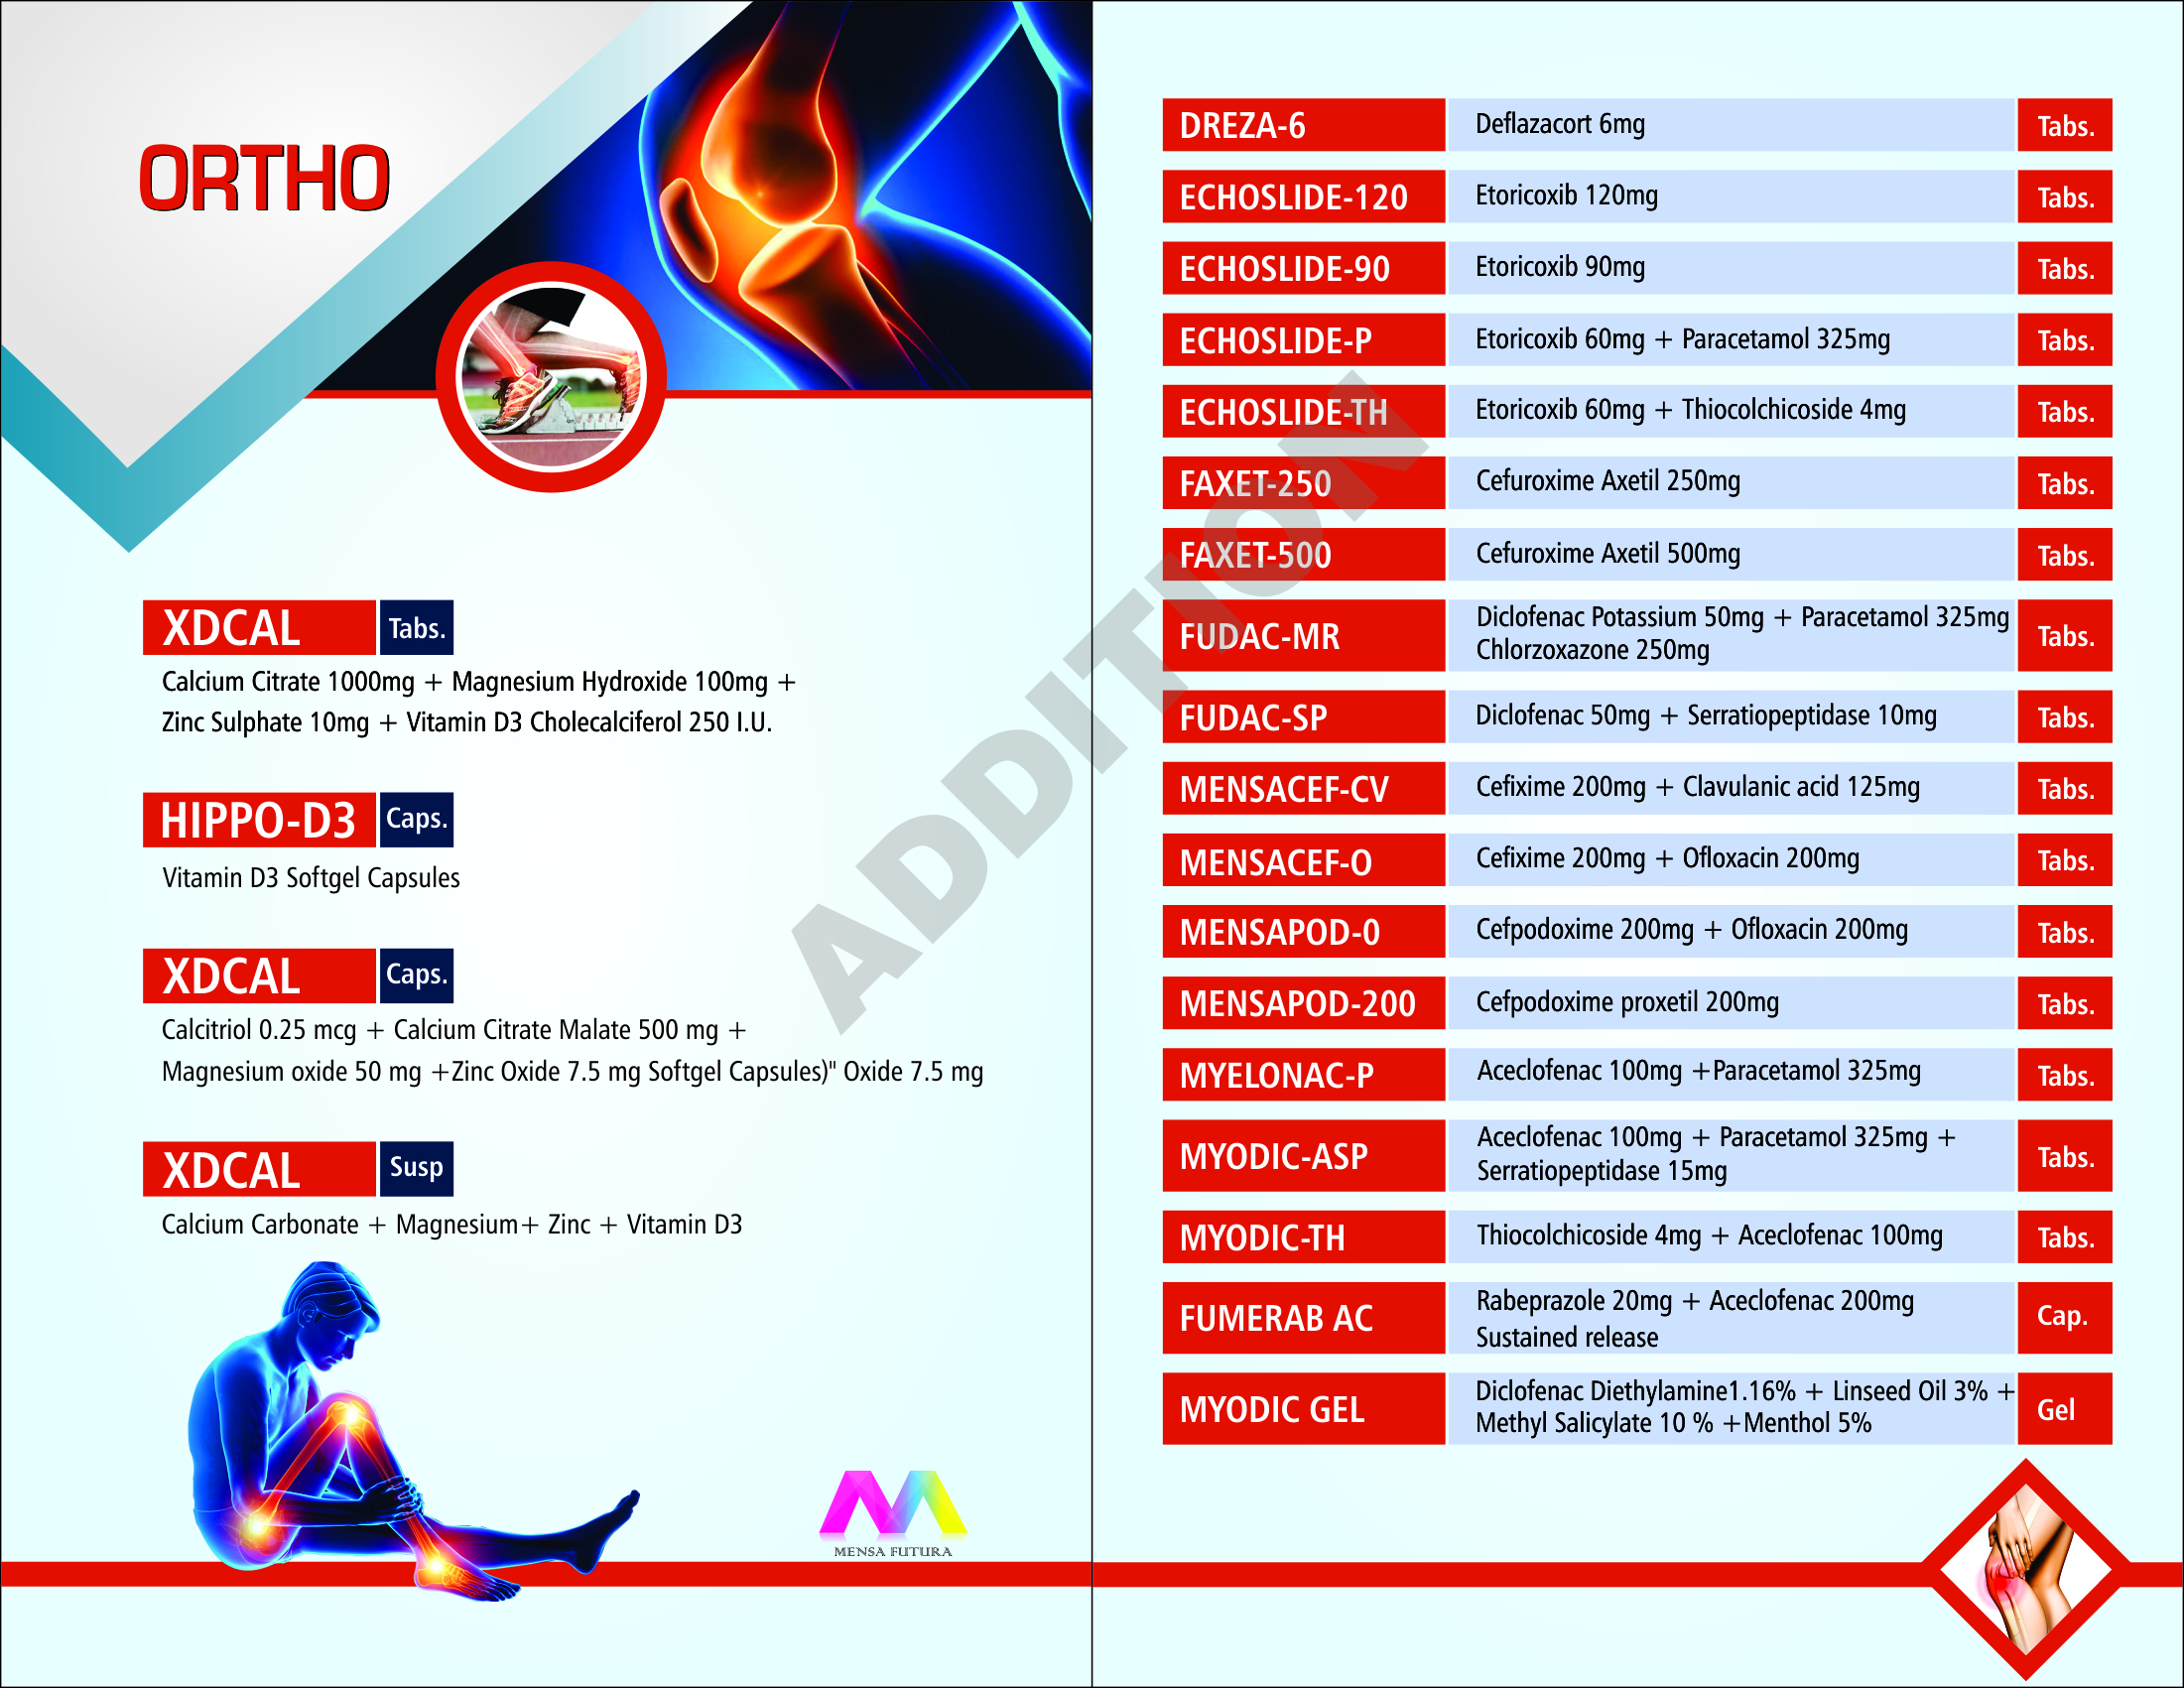 ORTHO
XDCAL Tabs.
Calcium Citrate 1000mg + Magnesium Hydroxide 100mg +
Zinc Sulphate 10mg + Vitamin D3 Cholecalciferol 250 I.U.
HIPPO-D3 Caps.
Vitamin D3 Softgel Capsules
XDCAL Caps.
Calcitriol 0.25 mcg + Calcium Citrate Malate 500 mg +
Magnesium oxide 50 mg +Zinc Oxide 7.5 mg Softgel Capsules)" Oxide 7.5 mg
XDCAL Susp
Calcium Carbonate + Magnesium+ Zinc + Vitamin D3
MENSA FUTURA
ADDITION
DREZA-6 Deflazacort 6mg Tabs.
ECHOSLIDE-120 Etoricoxib 120mg Tabs.
ECHOSLIDE-90 Etoricoxib 90mg Tabs.
ECHOSLIDE-P Etoricoxib 60mg + Paracetamol 325mg Tabs.
ECHOSLIDE-TH Etoricoxib 60mg + Thiocolchicoside 4mg Tabs.
FAXET-250 Cefuroxime Axetil 250mg Tabs.
FAXET-500 Cefuroxime Axetil 500mg Tabs.
FUDAC-MR Diclofenac Potassium 50mg + Paracetamol 325mg Tabs.
Chlorzoxazone 250mg
FUDAC-SP Diclofenac 50mg + Serratiopeptidase 10mg Tabs.
MENSACEF-CV Cefixime 200mg + Clavulanic acid 125mg Tabs.
MENSACEF-O Cefixime 200mg + Ofloxacin 200mg Tabs.
MENSAPOD-0 Cefpodoxime 200mg + Ofloxacin 200mg Tabs.
MENSAPOD-200 Cefpodoxime proxetil 200mg Tabs.
MYELONAC-P Aceclofenac 100mg +Paracetamol 325mg Tabs.
MYODIC-ASP Aceclofenac 100mg + Paracetamol 325mg + Tabs.
Serratiopeptidase 15mg
MYODIC-TH Thiocolchicoside 4mg + Aceclofenac 100mg Tabs.
FUMERAB AC Rabeprazole 20mg + Aceclofenac 200mg Cap.
Sustained release
MYODIC GEL Diclofenac Diethylamine1.16% + Linseed Oil 3% + Gel
Methyl Salicylate 10 % +Menthol 5%